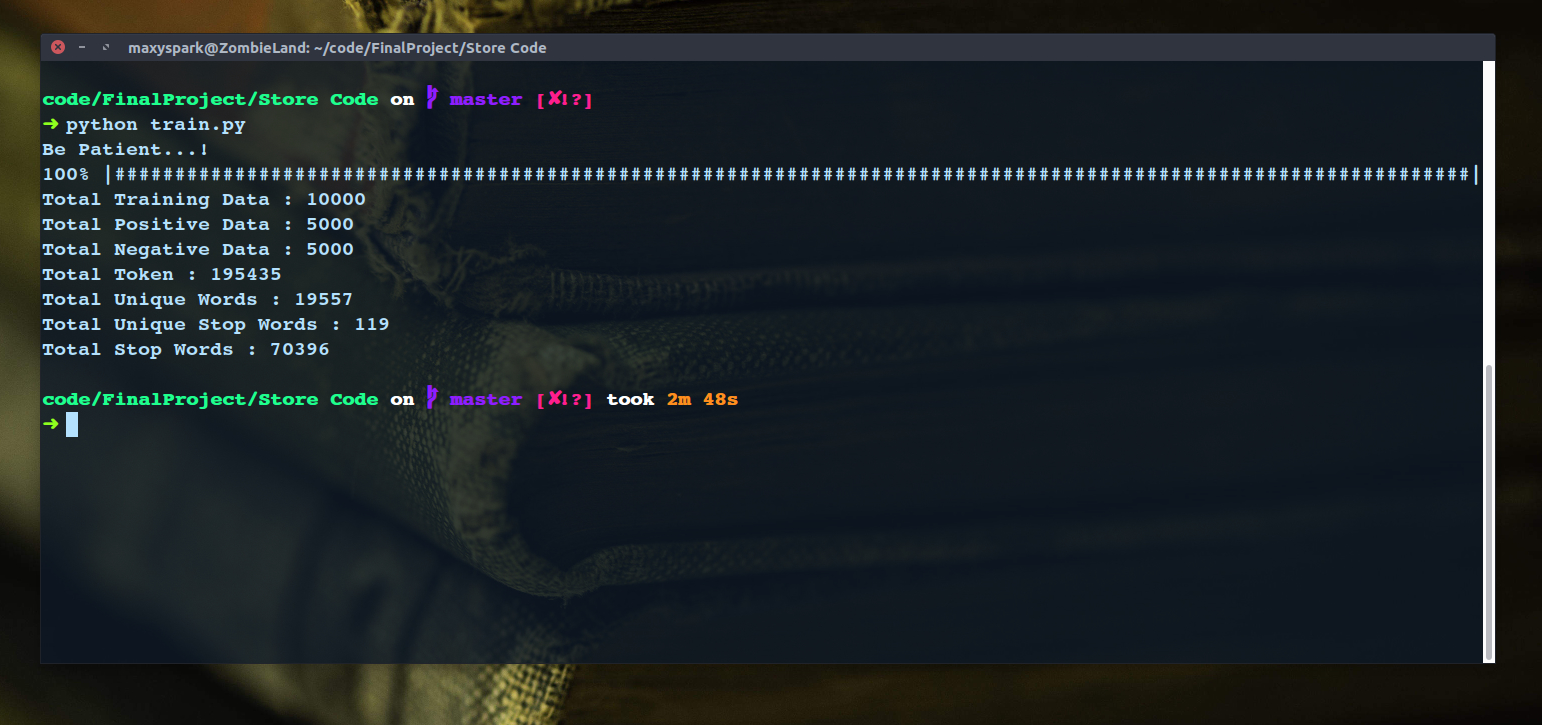 maxyspark@ZombieLand: ~/code/FinalProject/Store Code
code/FinalProject/Store Code on master [✘!?]
➜ python train.py
Be Patient...!
100% |#################################################################################################################|
Total Training Data : 10000
Total Positive Data : 5000
Total Negative Data : 5000
Total Token : 195435
Total Unique Words : 19557
Total Unique Stop Words : 119
Total Stop Words : 70396
code/FinalProject/Store Code on master [✘!?] took 2m 48s
➜